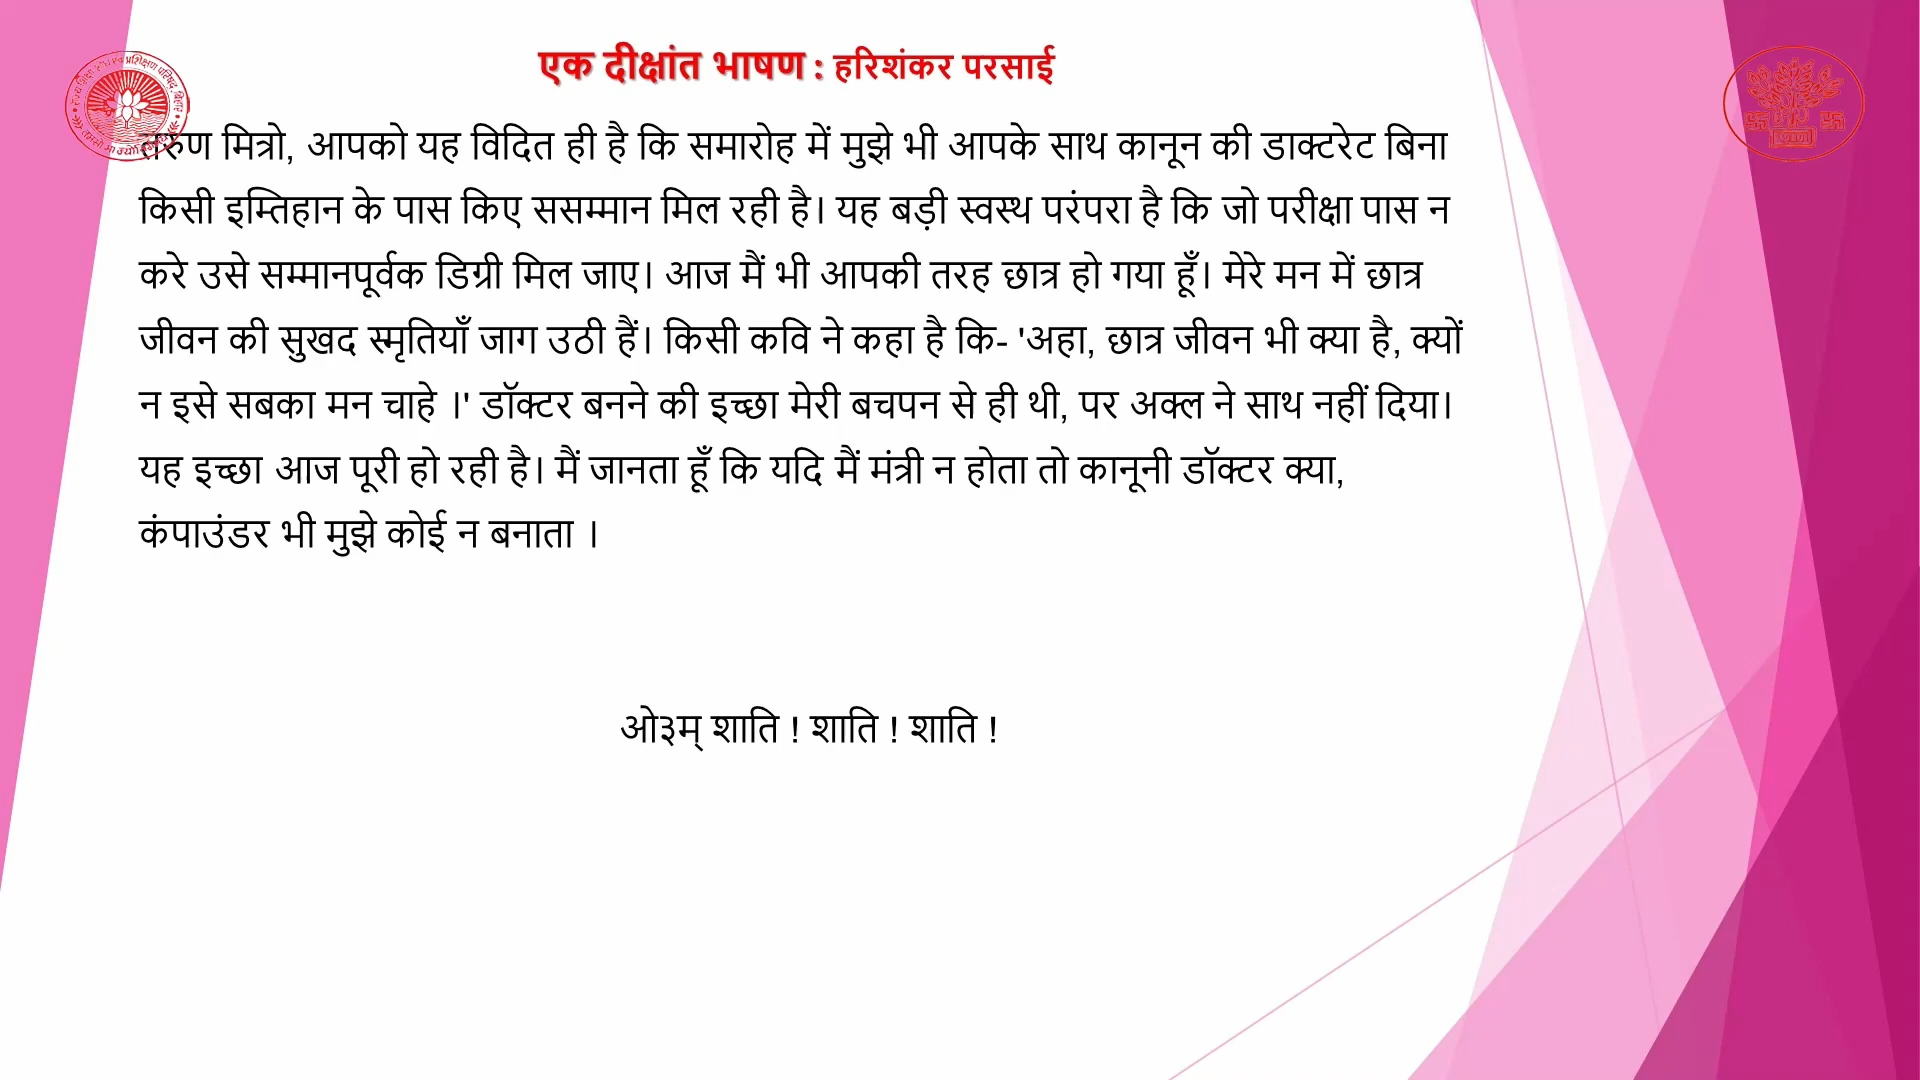 एक दीक्षांत भाषण : हरिशंकर परसाई
तरुण मित्रो, आपको यह विदित ही है कि समारोह में मुझे भी आपके साथ कानून की डाक्टरेट बिना
किसी इम्तिहान के पास किए ससम्मान मिल रही है। यह बड़ी स्वस्थ परंपरा है कि जो परीक्षा पास न
करे उसे सम्मानपूर्वक डिग्री मिल जाए। आज मैं भी आपकी तरह छात्र हो गया हूँ। मेरे मन में छात्र
जीवन की सुखद स्मृतियाँ जाग उठी हैं। किसी कवि ने कहा है कि- 'अहा, छात्र जीवन भी क्या है, क्यों
न इसे सबका मन चाहे ।' डॉक्टर बनने की इच्छा मेरी बचपन से ही थी, पर अक्ल ने साथ नहीं दिया।
यह इच्छा आज पूरी हो रही है। मैं जानता हूँ कि यदि मैं मंत्री न होता तो कानूनी डॉक्टर क्या,
कंपाउंडर भी मुझे कोई न बनाता ।
ओ३म् शाति ! शाति ! शाति !